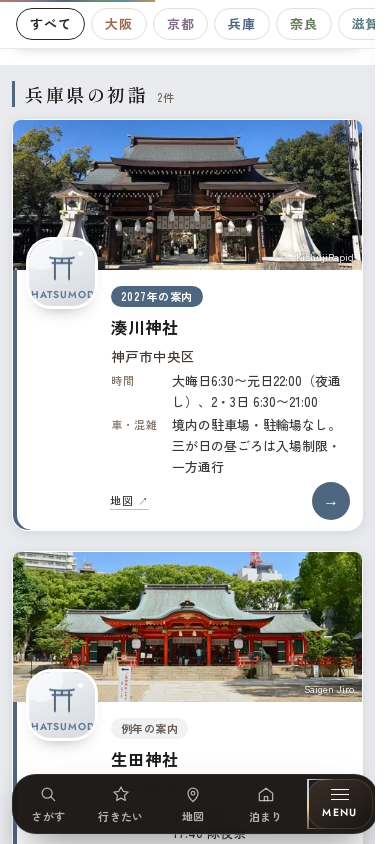 すべて 大阪 京都 兵庫 奈良 滋賀
兵庫県の初詣 2件
HATSUMOD
2027年の案内
湊川神社
神戸市中央区
時間 大晦日6:30〜元日22:00（夜通
し）、2・3日 6:30〜21:00
車・混雑 境内の駐車場・駐輪場なし。
三が日の昼ごろは入場制限・
一方通行
地図 ↗
→
Saigen Jiro
HATSUMOD
例年の案内
生田神社
さがす 行きたい 地図 泊まり MENU